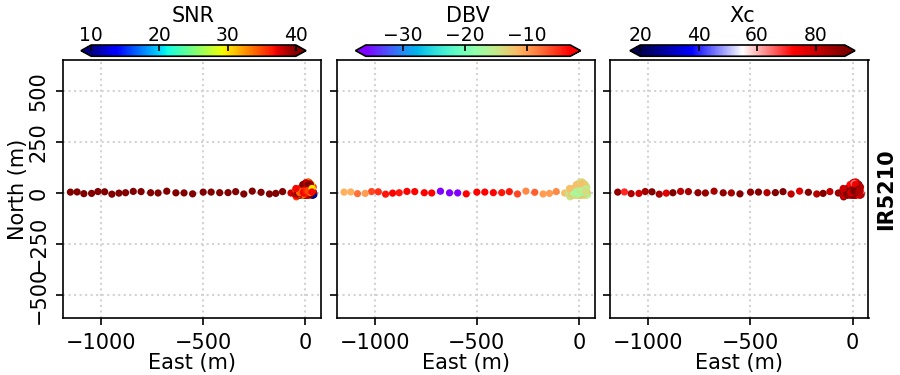 SNR DBV Xc
10 20 30 40 −30 −20 −10 20 40 60 80
500
250
0
−250
−500
North (m)
IR5210
−1000 −500 0 −1000 −500 0 −1000 −500 0
East (m) East (m) East (m)